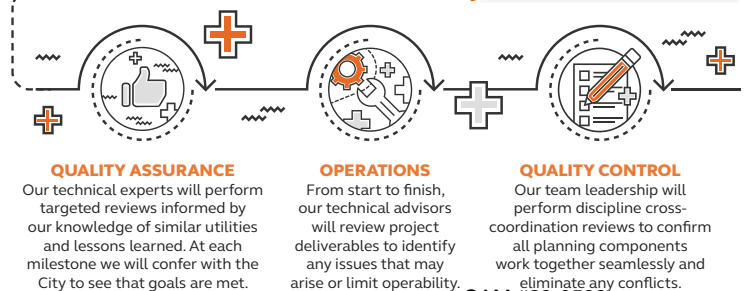 QUALITY ASSURANCE
Our technical experts will perform
targeted reviews informed by
our knowledge of similar utilities
and lessons learned. At each
milestone we will confer with the
City to see that goals are met.
OPERATIONS
From start to finish,
our technical advisors
will review project
deliverables to identify
any issues that may
arise or limit operability.
QUALITY CONTROL
Our team leadership will
perform discipline cross-
coordination reviews to confirm
all planning components
work together seamlessly and
eliminate any conflicts.